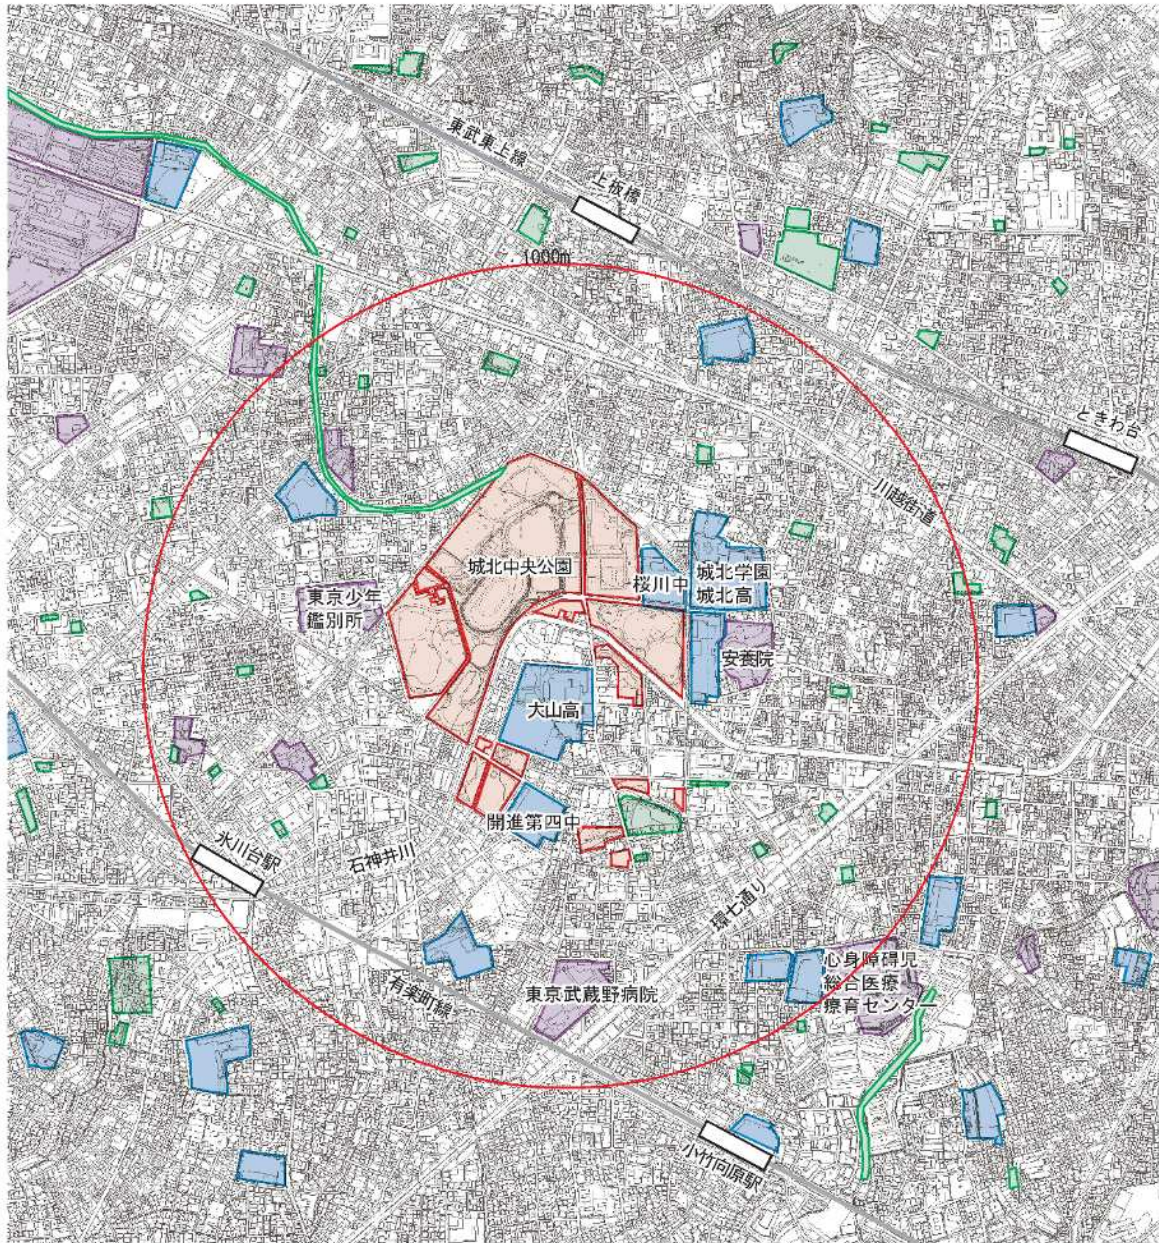 東武東上線
上板橋
1000m
ときわ台
川越街道
城北中央公園
桜川中
城北学園
城北高
東京少年
鑑別所
安養院
大山高
開進第四中
氷川台駅
石神井川
環七通り
心身障碍児
総合医療
療育センタ
東京武蔵野病院
有楽町線
小竹向原駅